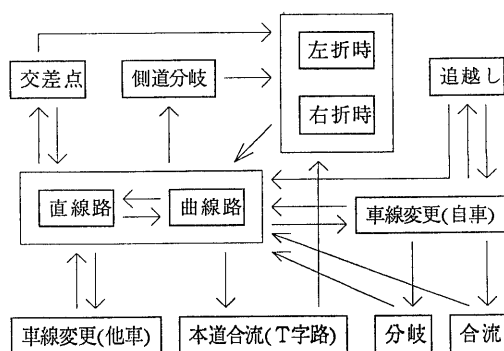 左折時
交差点
側道分岐
追越し
右折時
直線路
曲線路
車線変更(自車)
車線変更(他車)
本道合流(T字路)
分岐
合流